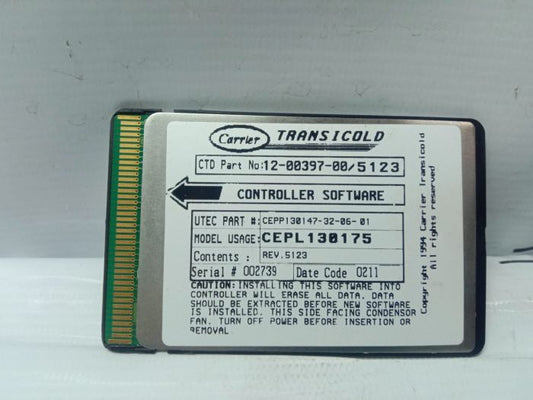 Carrier TRANSICOLD
CTD Part No:12-00397-00/5123
CONTROLLER SOFTWARE
UTEC PART #:CEPP130147-32-06-01
MODEL USAGE:CEPL130175
Contents : REV.5123
Serial # 002739 Date Code 0211
CAUTION: INSTALLING THIS SOFTWARE INTO
CONTROLLER WILL ERASE ALL DATA. DATA
SHOULD BE EXTRACTED BEFORE NEW SOFTWARE
IS INSTALLED. THIS SIDE FACING CONDENSOR
FAN. TURN OFF POWER BEFORE INSERTION OR
REMOVAL
Copyright 1994 Carrier Transicold
All rights reserved